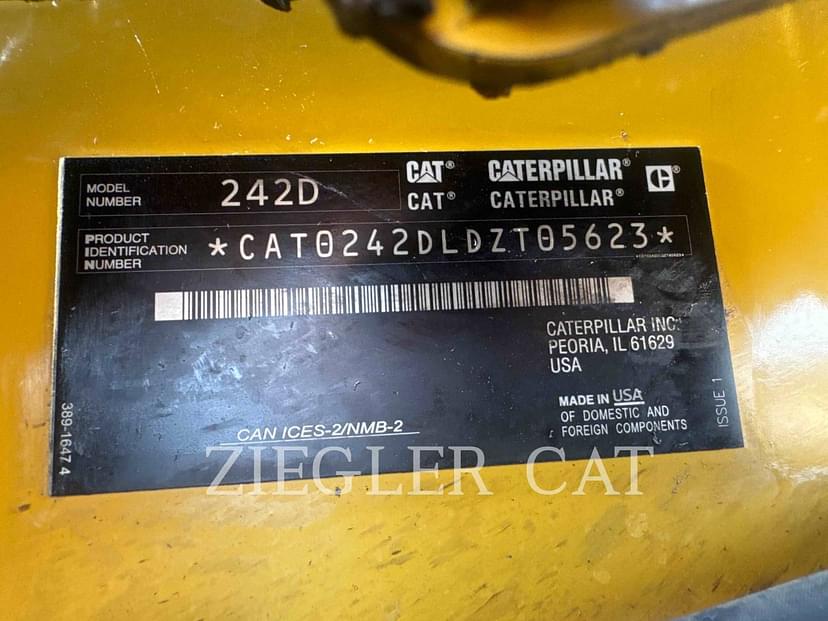 MODEL
NUMBER
242D
CAT® CATERPILLAR®
CAT® CATERPILLAR®
PRODUCT
IDENTIFICATION
NUMBER
*CAT0242DLDZT05623*
CATERPILLAR INC.
PEORIA, IL 61629
USA
MADE IN USA
OF DOMESTIC AND
FOREIGN COMPONENTS
ISSUE 1
CAN ICES-2/NMB-2
389-1647 4
ZIEGLER CAT